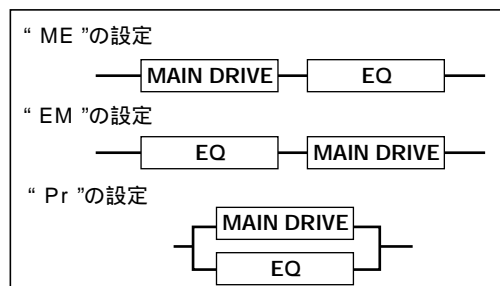 “ ME ”の設定
MAIN DRIVE EQ
“ EM ”の設定
EQ MAIN DRIVE
“ Pr ”の設定
MAIN DRIVE
EQ